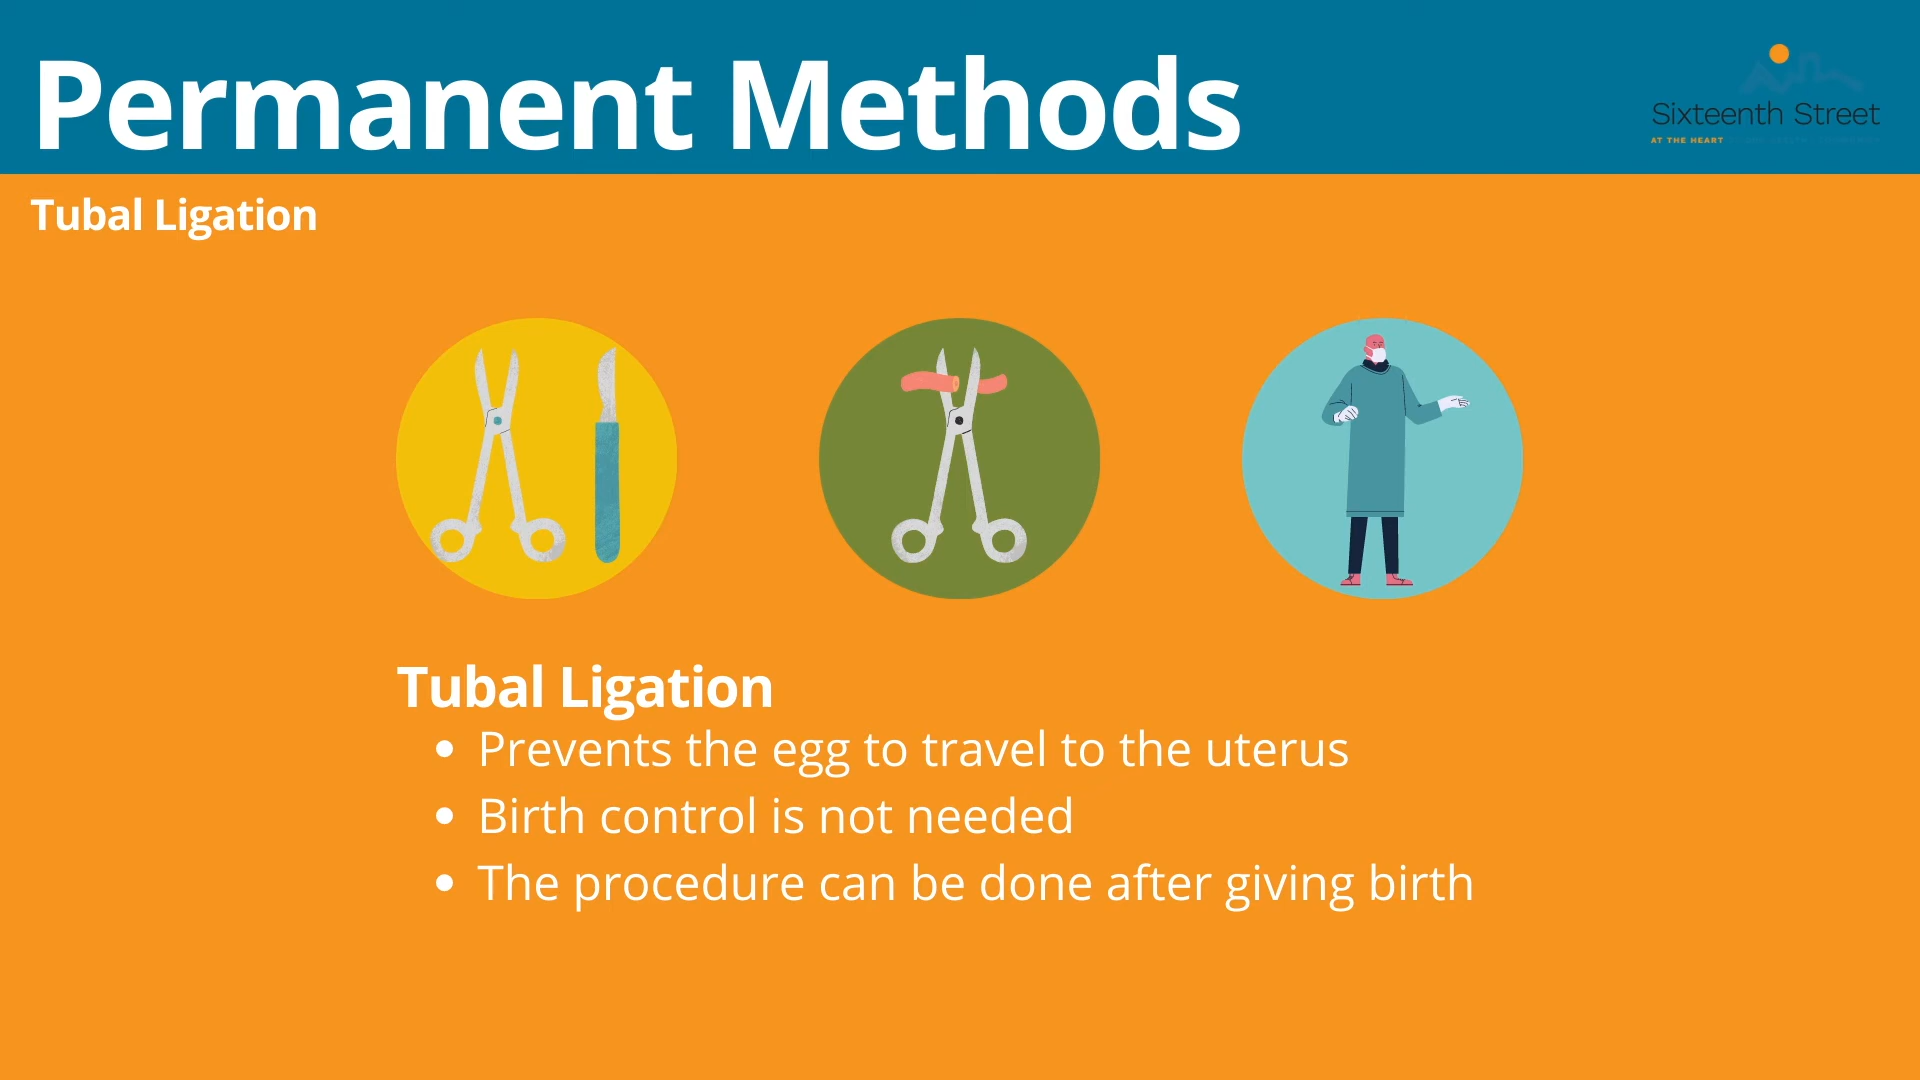 Permanent Methods
Sixteenth Street
AT THE HEART
Tubal Ligation
Tubal Ligation
• Prevents the egg to travel to the uterus
• Birth control is not needed
• The procedure can be done after giving birth